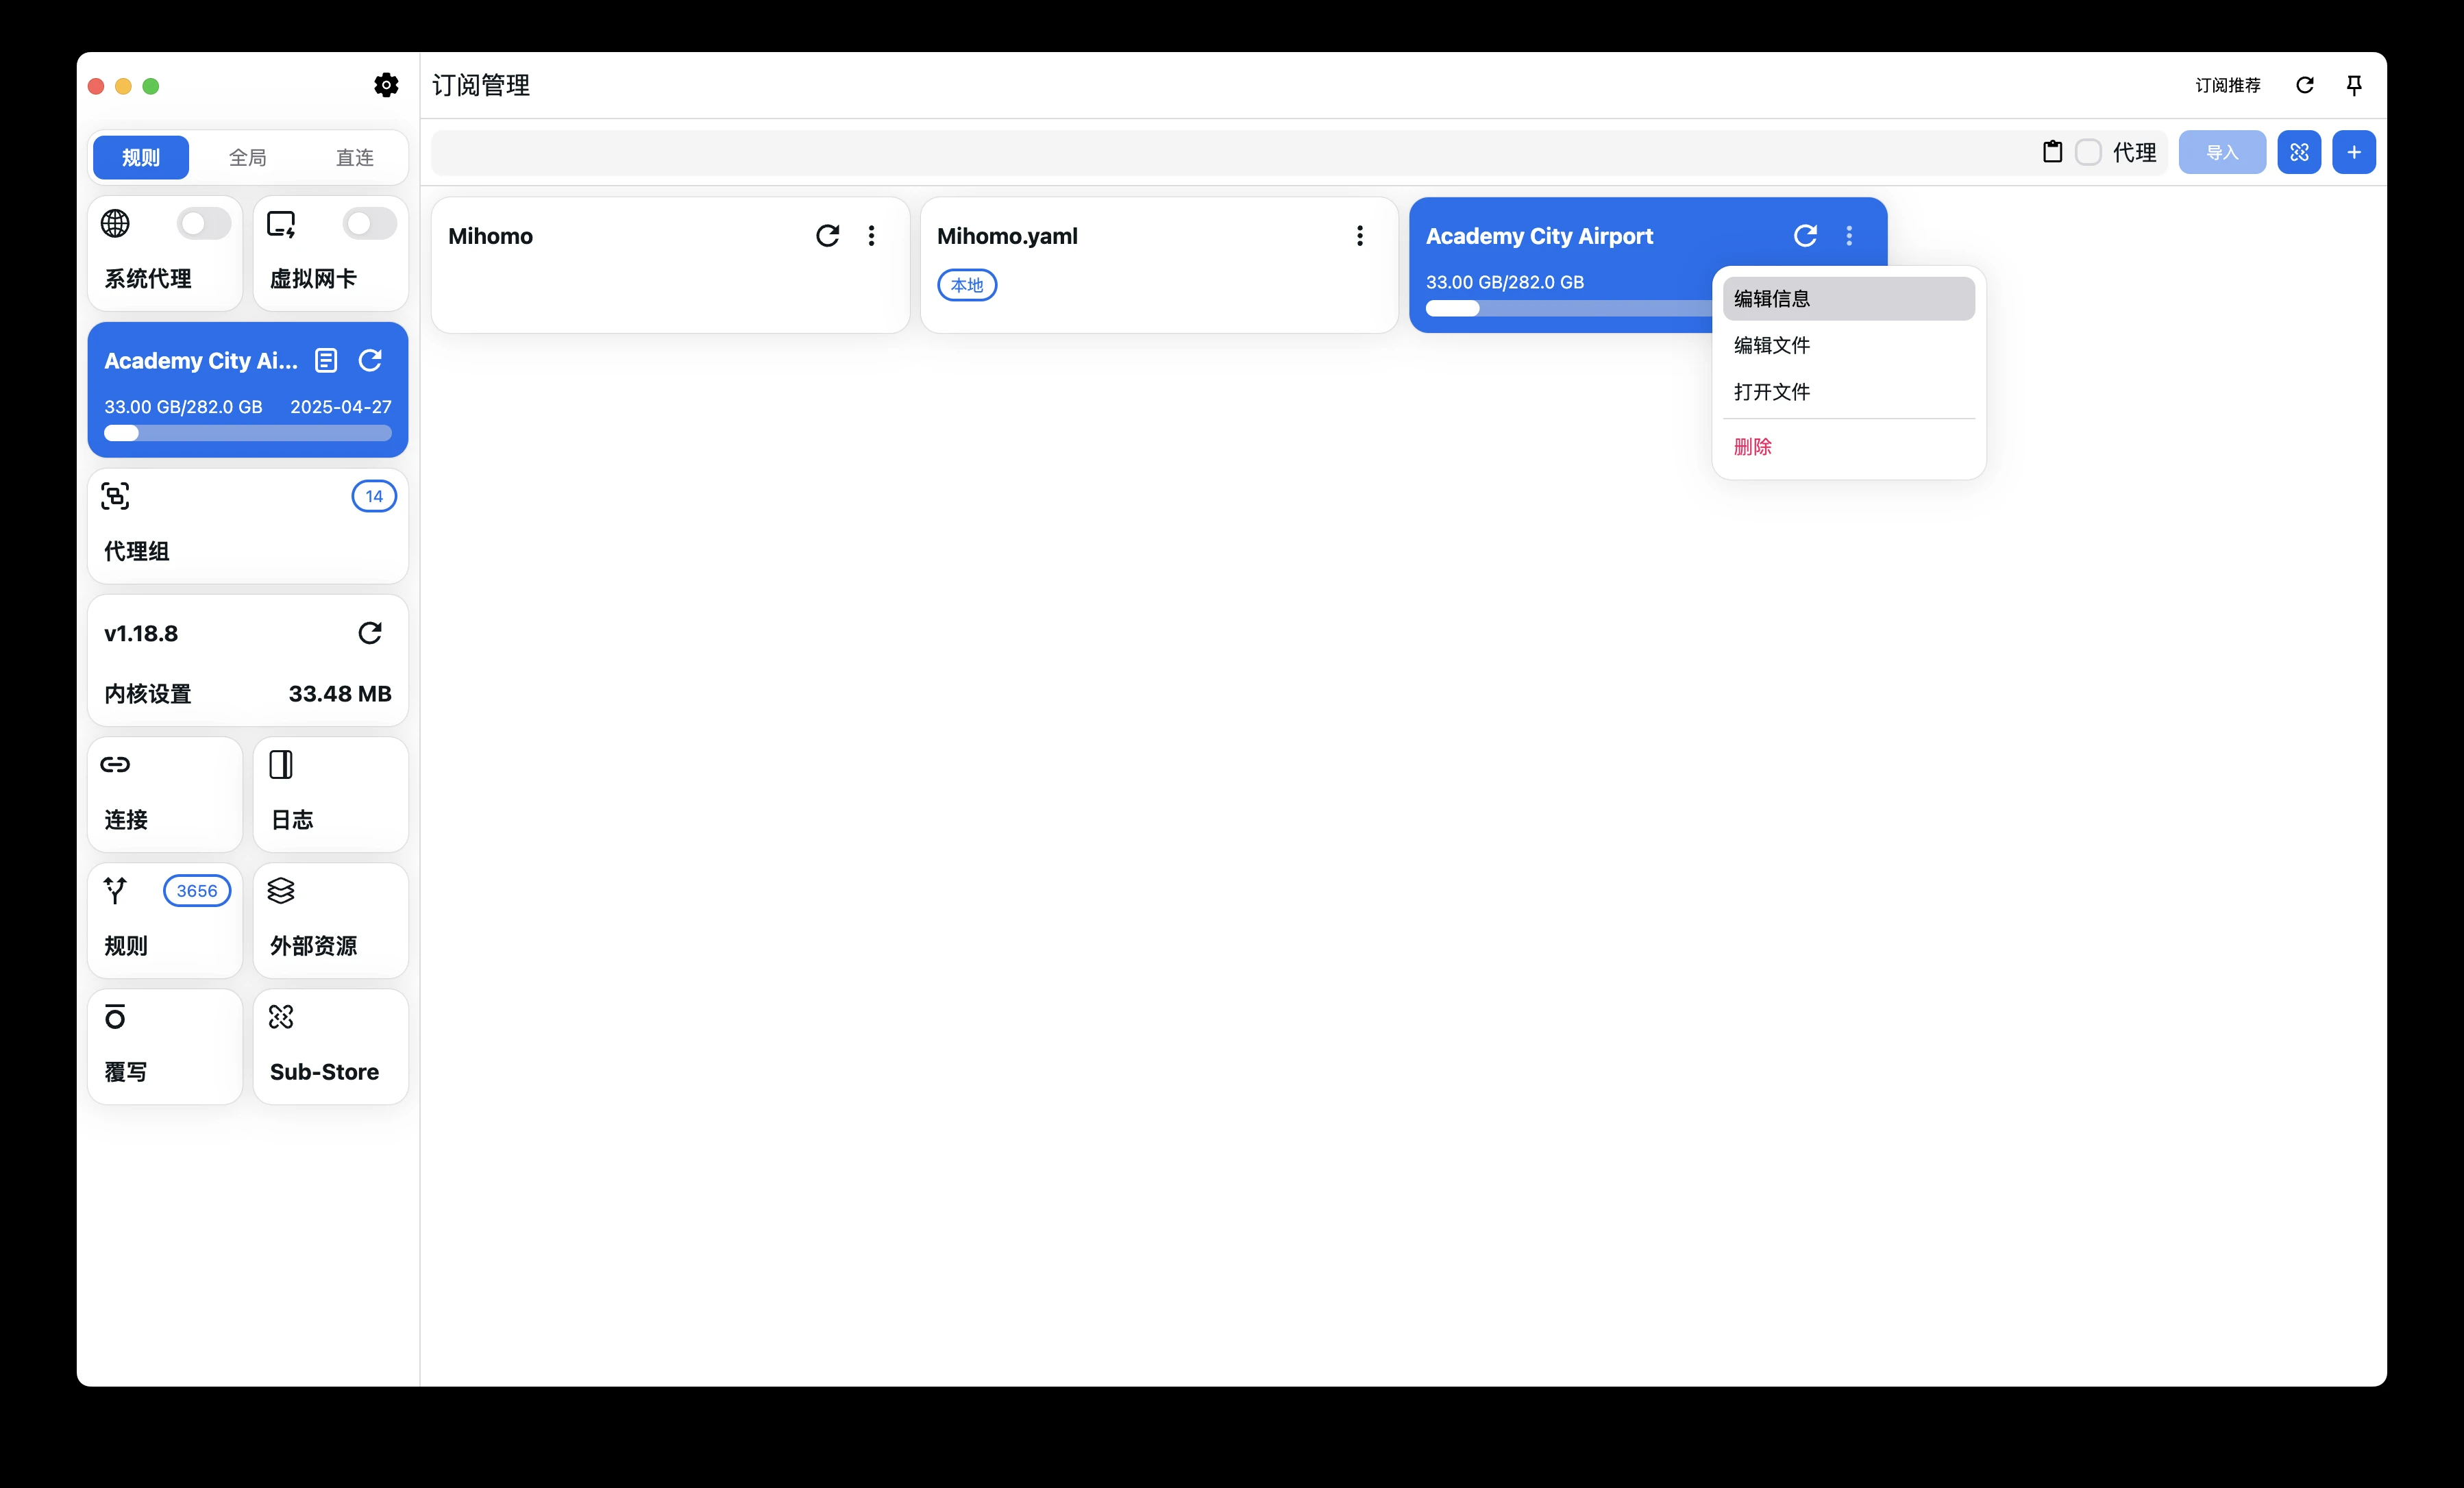 订阅管理
订阅推荐
规则
全局
直连
代理
导入
系统代理
虚拟网卡
Mihomo
Mihomo.yaml
本地
Academy City Airport
33.00 GB/282.0 GB
编辑信息
编辑文件
打开文件
删除
Academy City Ai...
33.00 GB/282.0 GB 2025-04-27
14
代理组
v1.18.8
内核设置 33.48 MB
连接
日志
3656
规则
外部资源
覆写
Sub-Store